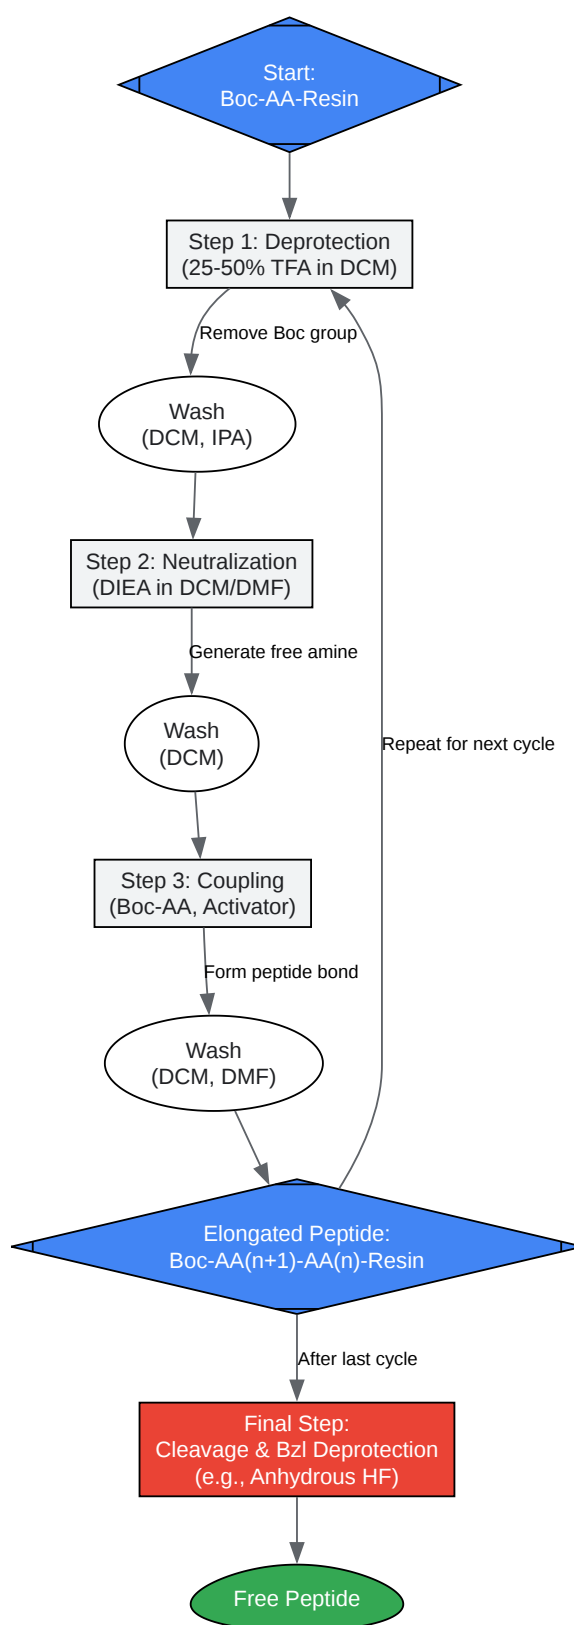 Start:
Boc-AA-Resin
Step 1: Deprotection
(25-50% TFA in DCM)
Remove Boc group
Wash
(DCM, IPA)
Step 2: Neutralization
(DIEA in DCM/DMF)
Generate free amine
Wash
(DCM)
Repeat for next cycle
Step 3: Coupling
(Boc-AA, Activator)
Form peptide bond
Wash
(DCM, DMF)
Elongated Peptide:
Boc-AA(n+1)-AA(n)-Resin
After last cycle
Final Step:
Cleavage & Bzl Deprotection
(e.g., Anhydrous HF)
Free Peptide